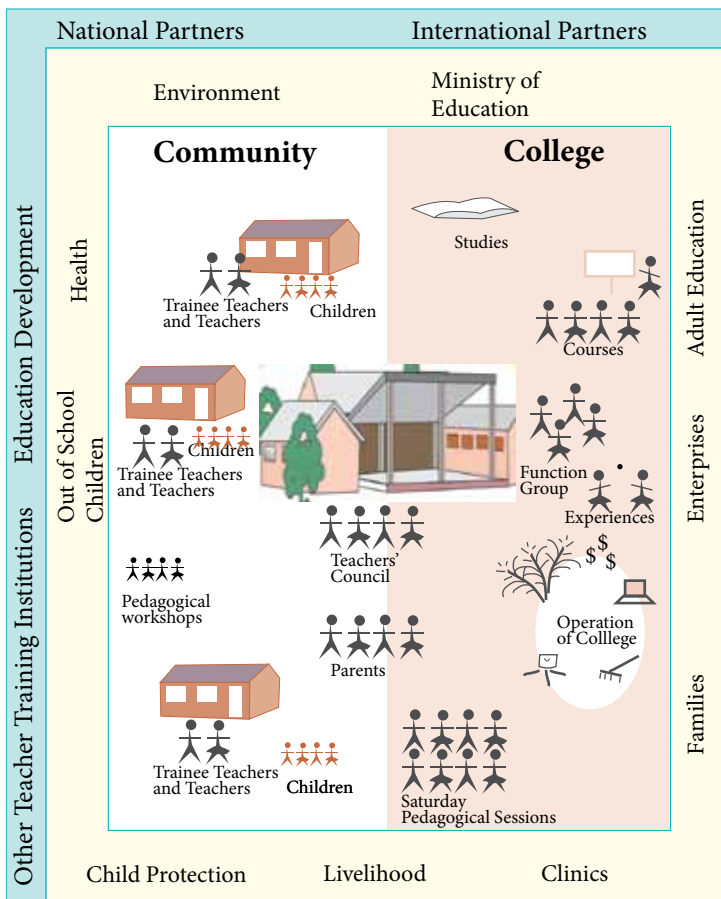 National Partners
International Partners
Environment
Ministry of
Education
Community
College
Health
Education Development
Out of School
Children
Other Teacher Training Institutions
Trainee Teachers
and Teachers
Children
Children
Trainee Teachers
and Teachers
Pedagogical
workshops
Teachers'
Council
Parents
Trainee Teachers
and Teachers
Children
Studies
Courses
Function
Group
Experiences
$
$
$
Operation
of Colllege
Saturday
Pedagogical Sessions
Adult Education
Enterprises
Families
Child Protection
Livelihood
Clinics